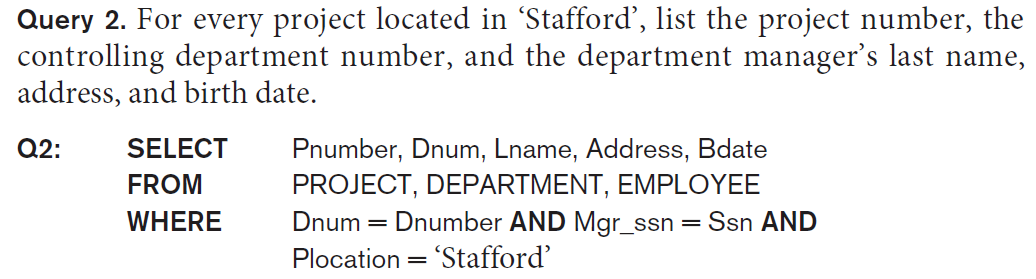 Query 2. For every project located in ‘Stafford’, list the project number, the
controlling department number, and the department manager’s last name,
address, and birth date.
Q2: SELECT Pnumber, Dnum, Lname, Address, Bdate
FROM PROJECT, DEPARTMENT, EMPLOYEE
WHERE Dnum = Dnumber AND Mgr_ssn = Ssn AND
Plocation = ‘Stafford’